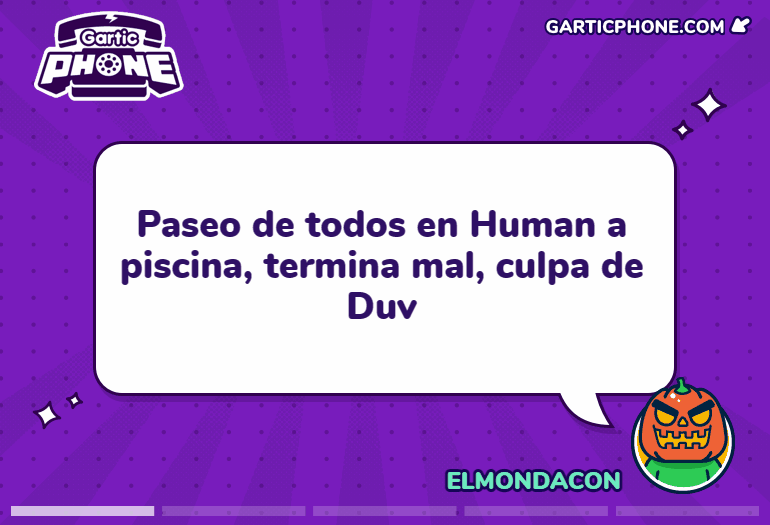 Gartic
PHONE
GARTICPHONE.COM
Paseo de todos en Human a
piscina, termina mal, culpa de
Duv
ELMONDACON